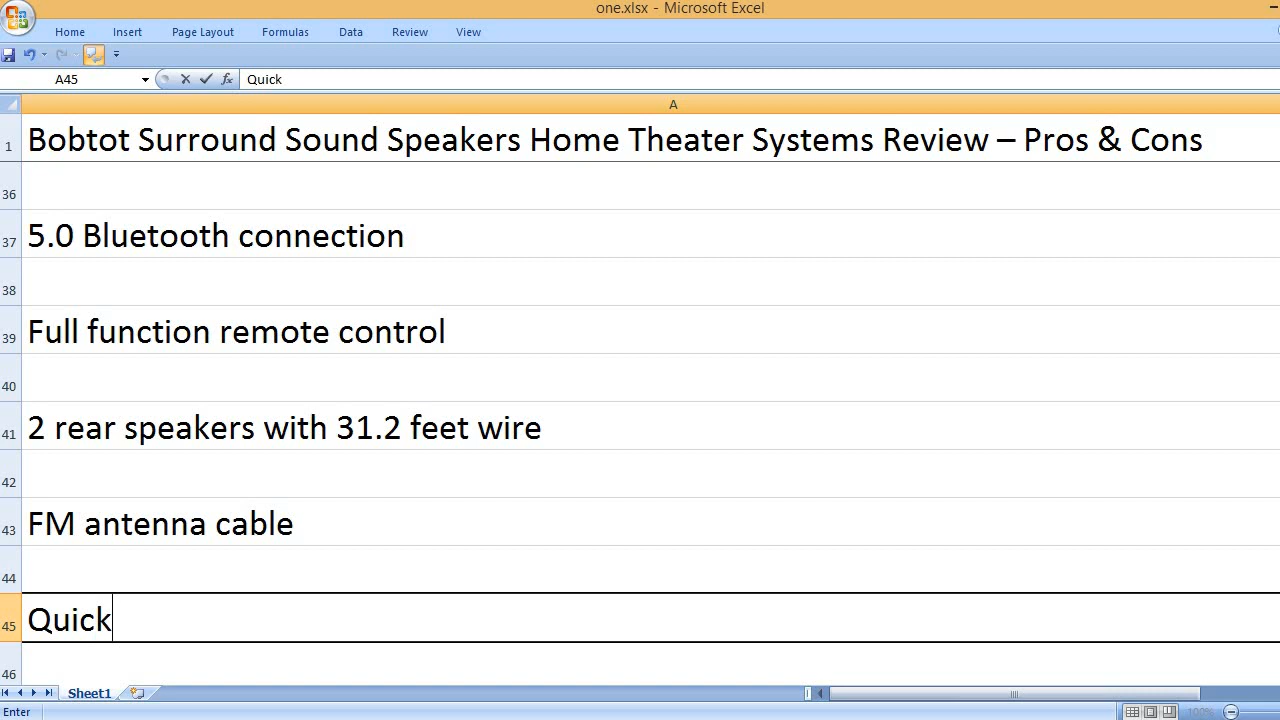 one.xlsx - Microsoft Excel
Home Insert Page Layout Formulas Data Review View
A45 fx Quick
A
1 Bobtot Surround Sound Speakers Home Theater Systems Review – Pros & Cons
36
37 5.0 Bluetooth connection
38
39 Full function remote control
40
41 2 rear speakers with 31.2 feet wire
42
43 FM antenna cable
44
45 Quick
46
Sheet1
Enter 100%